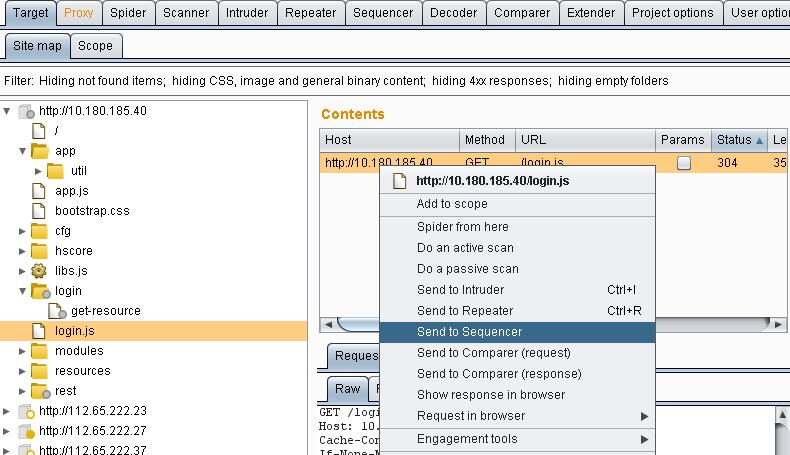 Target Proxy Spider Scanner Intruder Repeater Sequencer Decoder Comparer Extender Project options User option
Site map Scope
Filter: Hiding not found items; hiding CSS, image and general binary content; hiding 4xx responses; hiding empty folders
http://10.180.185.40
/
app
util
app.js
bootstrap.css
cfg
hscore
libs.js
login
get-resource
login.js
modules
resources
rest
http://112.65.222.23
http://112.65.222.27
http://112.65.222.37
Contents
Host Method URL Params Status Le
http://10.180.185.40 GET /login.js 304 35
http://10.180.185.40/login.js
Add to scope
Spider from here
Do an active scan
Do a passive scan
Send to Intruder Ctrl+I
Send to Repeater Ctrl+R
Send to Sequencer
Send to Comparer (request)
Send to Comparer (response)
Show response in browser
Request in browser
Engagement tools
Reques
Raw
GET /logi
Host: 10.
Cache-Con
If-None-M